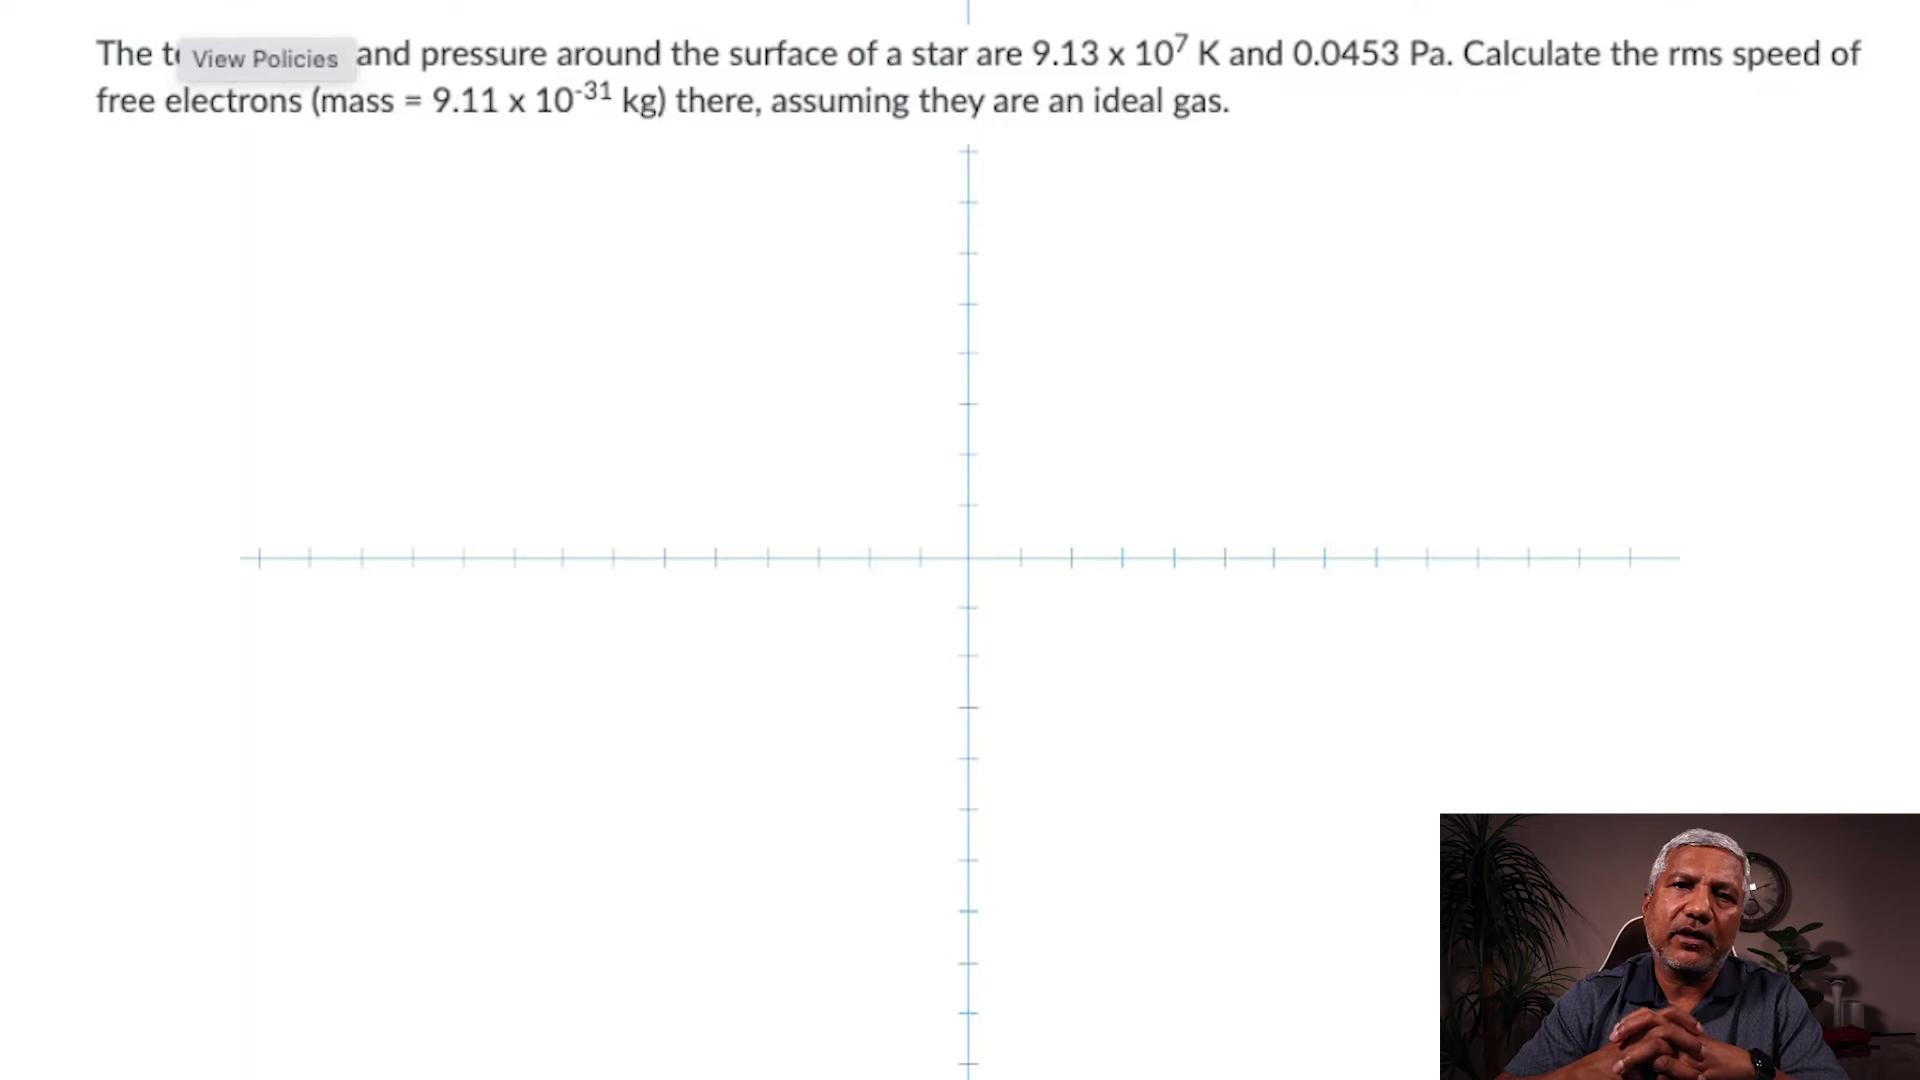 The View Policies and pressure around the surface of a star are 9.13 x 10⁷ K and 0.0453 Pa. Calculate the rms speed of
free electrons (mass = 9.11 x 10⁻³¹ kg) there, assuming they are an ideal gas.